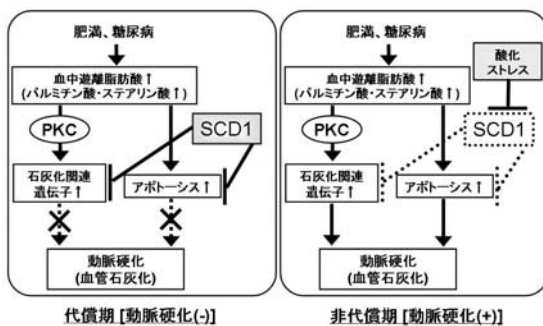 肥満、糖尿病
血中遊離脂肪酸↑
(パルミチン酸・ステアリン酸↑)
PKC
SCD1
石灰化関連
遺伝子↑
アポトーシス↑
動脈硬化
(血管石灰化)
代償期 [動脈硬化(-)]
肥満、糖尿病
酸化
ストレス
血中遊離脂肪酸↑
(パルミチン酸・ステアリン酸↑)
PKC
SCD1
石灰化関連
遺伝子↑
アポトーシス↑
動脈硬化
(血管石灰化)
非代償期 [動脈硬化(+)]